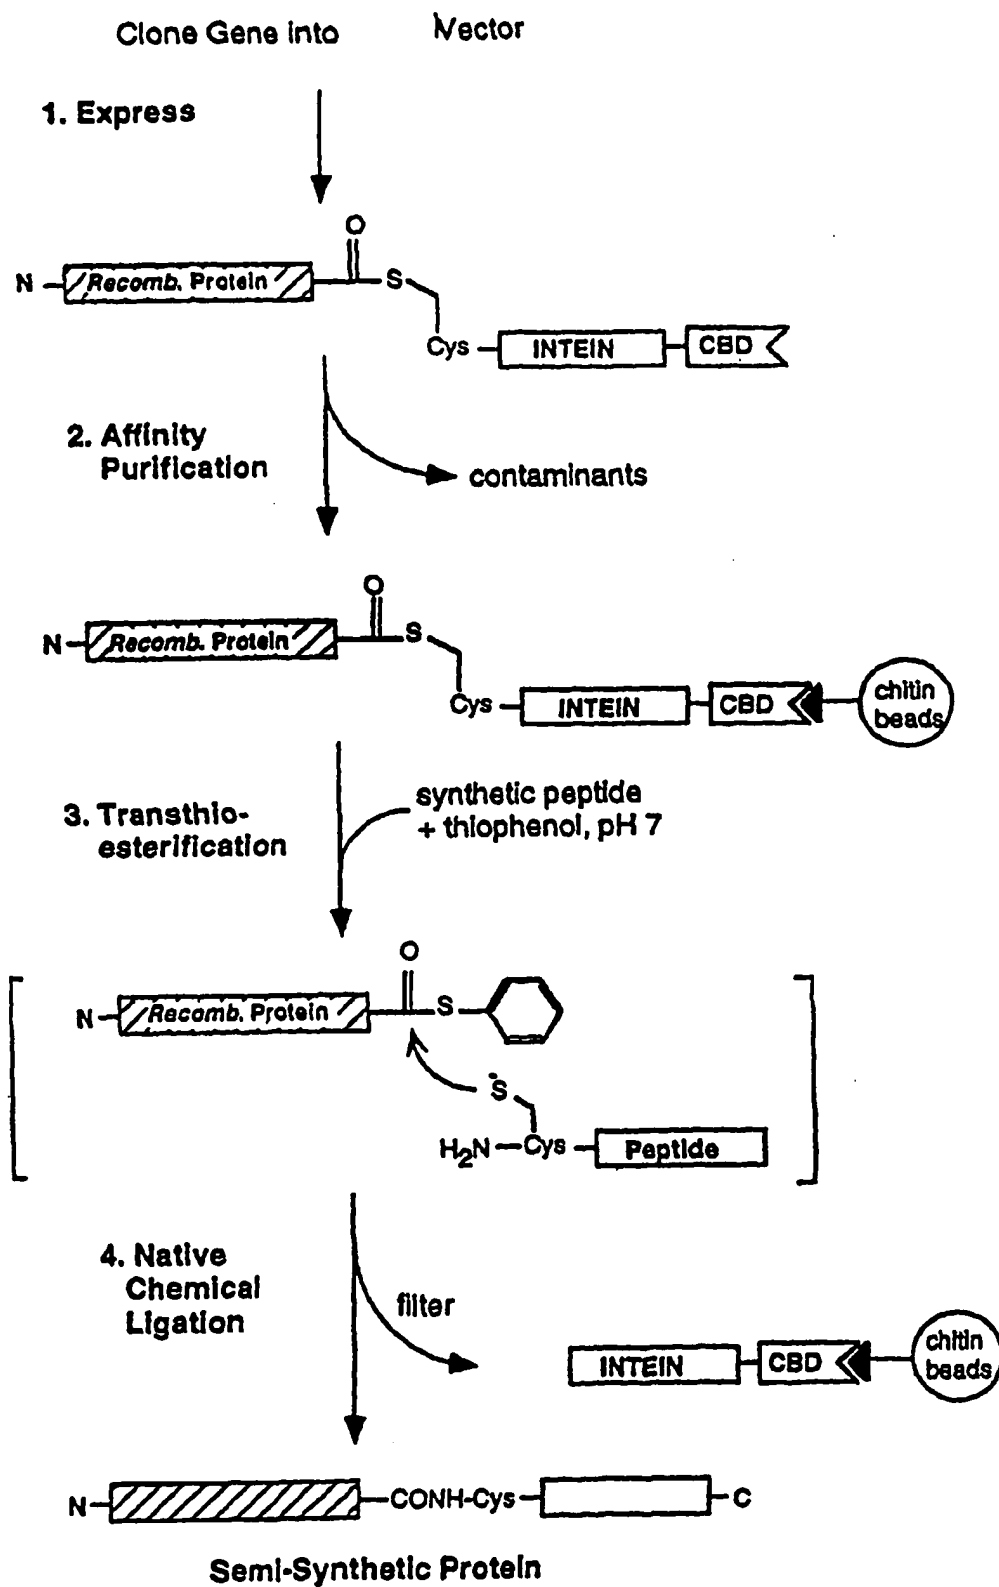 Clone Gene into Vector
1. Express
O
N
Recomb. Protein
S
Cys
INTEIN
CBD
2. Affinity
Purification
contaminants
O
N
Recomb. Protein
S
Cys
INTEIN
CBD
chitin
beads
3. Transthio-
esterification
synthetic peptide
+ thiophenol, pH 7
O
N
Recomb. Protein
S
-S
H2N
Cys
Peptide
4. Native
Chemical
Ligation
filter
INTEIN
CBD
chitin
beads
N
CONH-Cys
C
Semi-Synthetic Protein